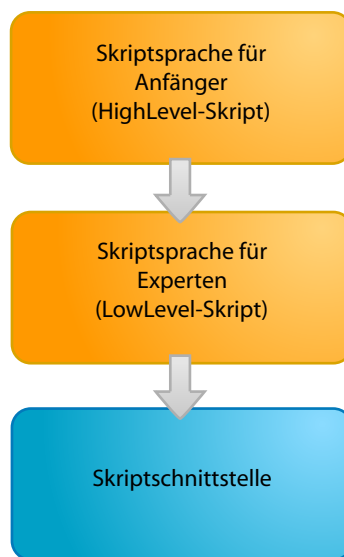 Skriptsprache für
Anfänger
(HighLevel-Skript)
Skriptsprache für
Experten
(LowLevel-Skript)
Skriptschnittstelle